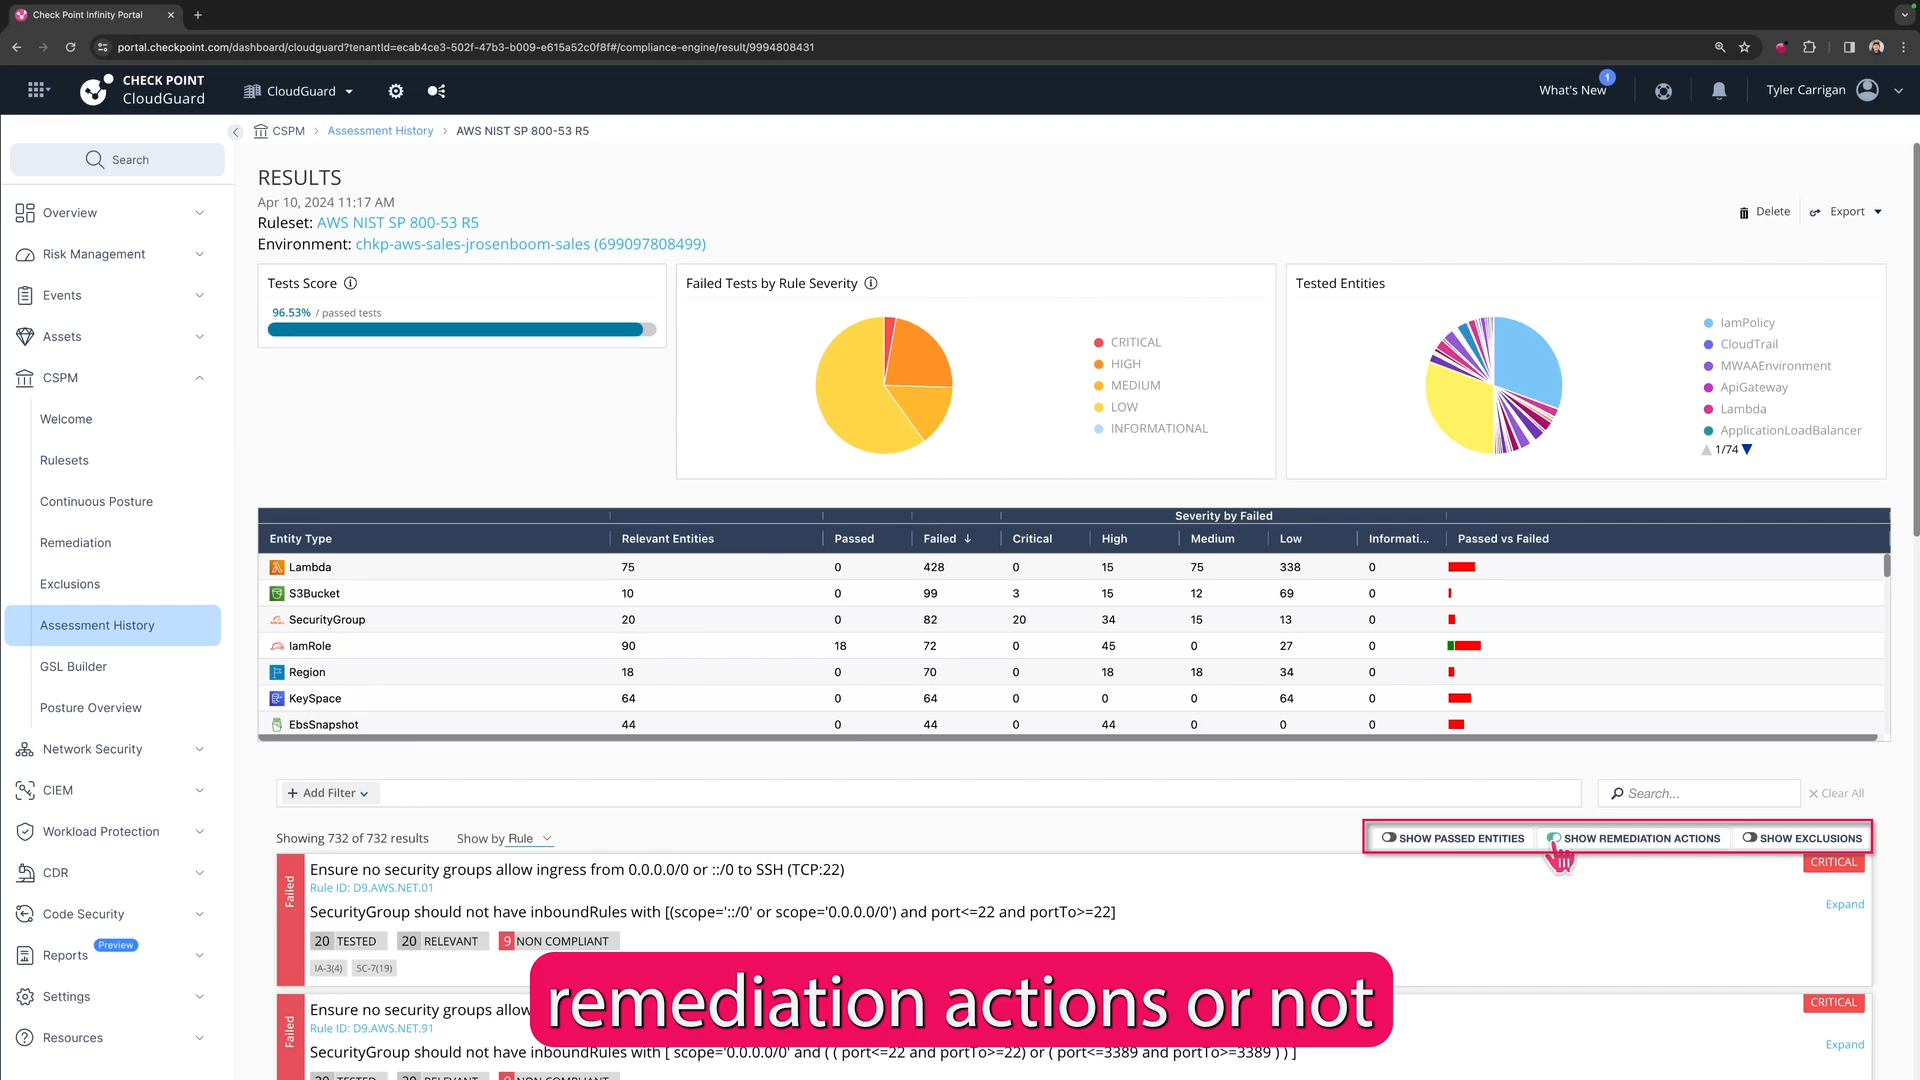 Check Point Infinity Portal
portal.checkpoint.com/dashboard/cloudguard?tenantId=ecab4ce3-502f-47b3-b009-e615a52c0f8f#/compliance-engine/result/9994808431
CHECK POINT
CloudGuard
CloudGuard
What's New
1
Tyler Carrigan
Search
Overview
Risk Management
Events
Assets
CSPM
Welcome
Rulesets
Continuous Posture
Remediation
Exclusions
Assessment History
GSL Builder
Posture Overview
Network Security
CIEM
Workload Protection
CDR
Code Security
Reports
Preview
Settings
Resources
CSPM > Assessment History > AWS NIST SP 800-53 R5
RESULTS
Apr 10, 2024 11:17 AM
Ruleset: AWS NIST SP 800-53 R5
Environment: chkp-aws-sales-jrosenboom-sales (699097808499)
Delete
Export
Tests Score
96.53% / passed tests
Failed Tests by Rule Severity
CRITICAL
HIGH
MEDIUM
LOW
INFORMATIONAL
Tested Entities
IamPolicy
CloudTrail
MWAAEnvironment
ApiGateway
Lambda
ApplicationLoadBalancer
1/74
Severity by Failed
Entity Type Relevant Entities Passed Failed Critical High Medium Low Informati... Passed vs Failed
Lambda 75 0 428 0 15 75 338 0
S3Bucket 10 0 99 3 15 12 69 0
SecurityGroup 20 0 82 20 34 15 13 0
IamRole 90 18 72 0 45 0 27 0
Region 18 0 70 0 18 18 34 0
KeySpace 64 0 64 0 0 0 64 0
EbsSnapshot 44 0 44 0 44 0 0 0
+ Add Filter
Search...
Clear All
Showing 732 of 732 results
Show by Rule
SHOW PASSED ENTITIES
SHOW REMEDIATION ACTIONS
SHOW EXCLUSIONS
Failed
Ensure no security groups allow ingress from 0.0.0.0/0 or ::/0 to SSH (TCP:22)
CRITICAL
Rule ID: D9.AWS.NET.01
Expand
SecurityGroup should not have inboundRules with [(scope='::/0' or scope='0.0.0.0/0') and port<=22 and portTo>=22]
20 TESTED 20 RELEVANT 9 NON COMPLIANT
IA-3(4) SC-7(19)
Failed
Ensure no security groups allow
CRITICAL
Rule ID: D9.AWS.NET.91
Expand
SecurityGroup should not have inboundRules with [ scope='0.0.0.0/0' and ( ( port<=22 and portTo>=22) or ( port<=3389 and portTo>=3389 ) ) ]
20 TESTED 20 RELEVANT 9 NON COMPLIANT
remediation actions or not